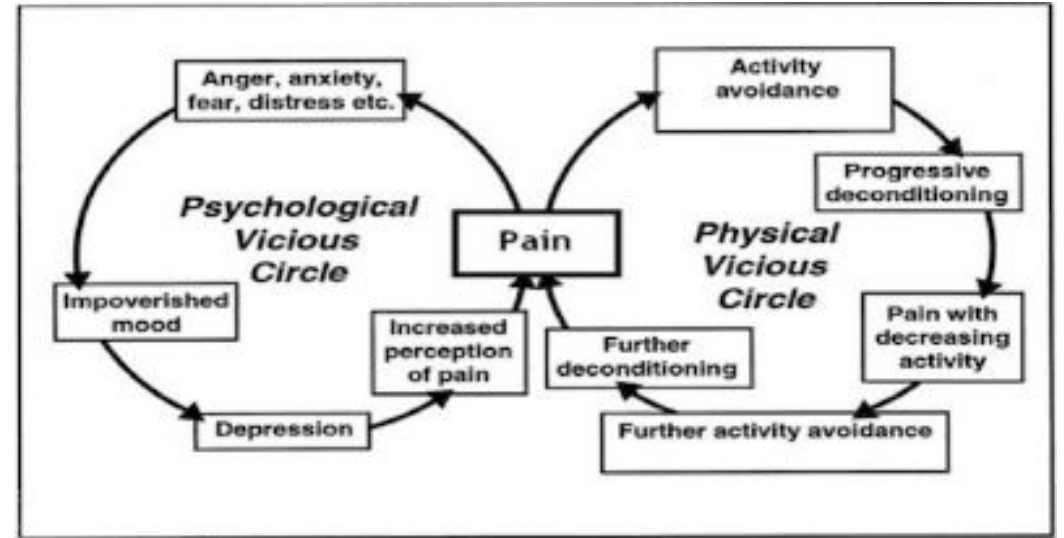 Anger, anxiety,
fear, distress etc.
Activity
avoidance
Progressive
deconditioning
Psychological
Vicious
Circle
Pain
Physical
Vicious
Circle
Impoverished
mood
Increased
perception
of pain
Further
deconditioning
Pain with
decreasing
activity
Depression
Further activity avoidance